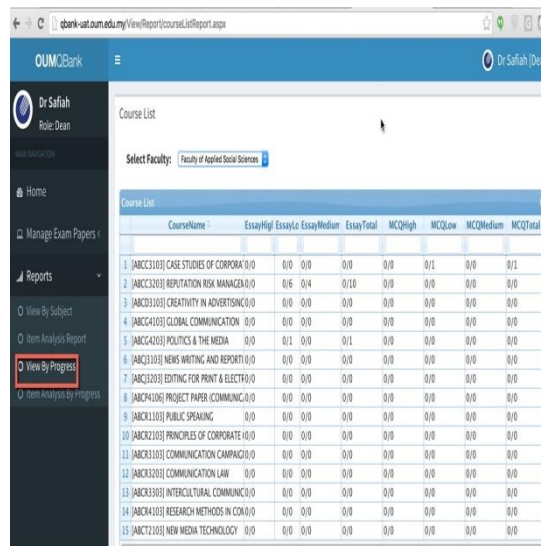 qbank-uat.oum.edu.my/View/Report/courseListReport.aspx
OUMQBank
Dr Safiah [Dea
Dr Safiah
Role: Dean
MAIN NAVIGATION
Home
Manage Exam Papers
Reports
View By Subject
Item Analysis Report
View By Progress
Item Analysis By Progress
Course List
Select Faculty: Faculty of Applied Social Sciences
Course List
CourseName EssayHigl EssayLo EssayMedium EssayTotal MCQHigh MCQLow MCQMedium MCQTotal
1 [ABCC3103] CASE STUDIES OF CORPORA 0/0 0/0 0/0 0/0 0/0 0/1 0/0 0/1
2 [ABCC3203] REPUTATION RISK MANAGEM 0/0 0/6 0/4 0/10 0/0 0/0 0/0 0/0
3 [ABCD3103] CREATIVITY IN ADVERTISING 0/0 0/0 0/0 0/0 0/0 0/0 0/0 0/0
4 [ABCG4103] GLOBAL COMMUNICATION 0/0 0/0 0/0 0/0 0/0 0/0 0/0 0/0
5 [ABCG4203] POLITICS & THE MEDIA 0/0 0/1 0/0 0/1 0/0 0/0 0/0 0/0
6 [ABCJ3103] NEWS WRITING AND REPORTI 0/0 0/0 0/0 0/0 0/0 0/0 0/0 0/0
7 [ABCJ3203] EDITING FOR PRINT & ELECTR 0/0 0/0 0/0 0/0 0/0 0/0 0/0 0/0
8 [ABCP4106] PROJECT PAPER (COMMUNIC 0/0 0/0 0/0 0/0 0/0 0/0 0/0 0/0
9 [ABCR1103] PUBLIC SPEAKING 0/0 0/0 0/0 0/0 0/0 0/0 0/0 0/0
10 [ABCR2103] PRINCIPLES OF CORPORATE 0/0 0/0 0/0 0/0 0/0 0/0 0/0 0/0
11 [ABCR3103] COMMUNICATION CAMPAIG 0/0 0/0 0/0 0/0 0/0 0/0 0/0 0/0
12 [ABCR3203] COMMUNICATION LAW 0/0 0/0 0/0 0/0 0/0 0/0 0/0 0/0
13 [ABCR3303] INTERCULTURAL COMMUNIC 0/0 0/0 0/0 0/0 0/0 0/0 0/0 0/0
14 [ABCR4103] RESEARCH METHODS IN COM 0/0 0/0 0/0 0/0 0/0 0/0 0/0 0/0
15 [ABCT2103] NEW MEDIA TECHNOLOGY 0/0 0/0 0/0 0/0 0/0 0/0 0/0 0/0